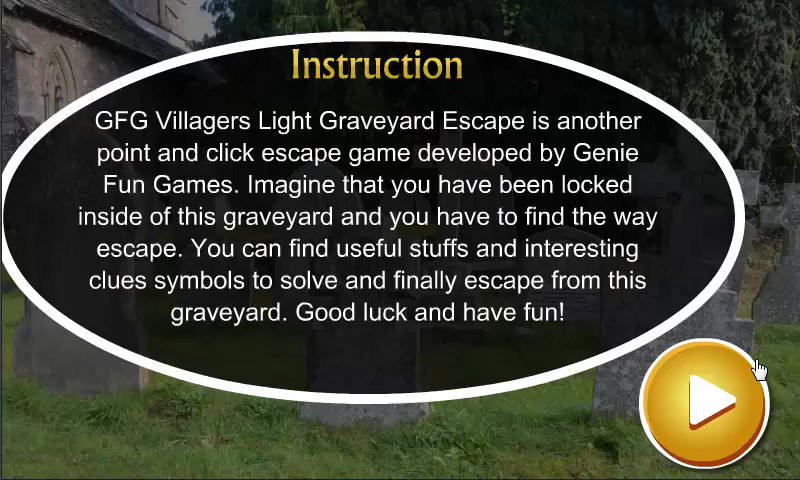 Instruction
GFG Villagers Light Graveyard Escape is another
point and click escape game developed by Genie
Fun Games. Imagine that you have been locked
inside of this graveyard and you have to find the way
escape. You can find useful stuffs and interesting
clues symbols to solve and finally escape from this
graveyard. Good luck and have fun!